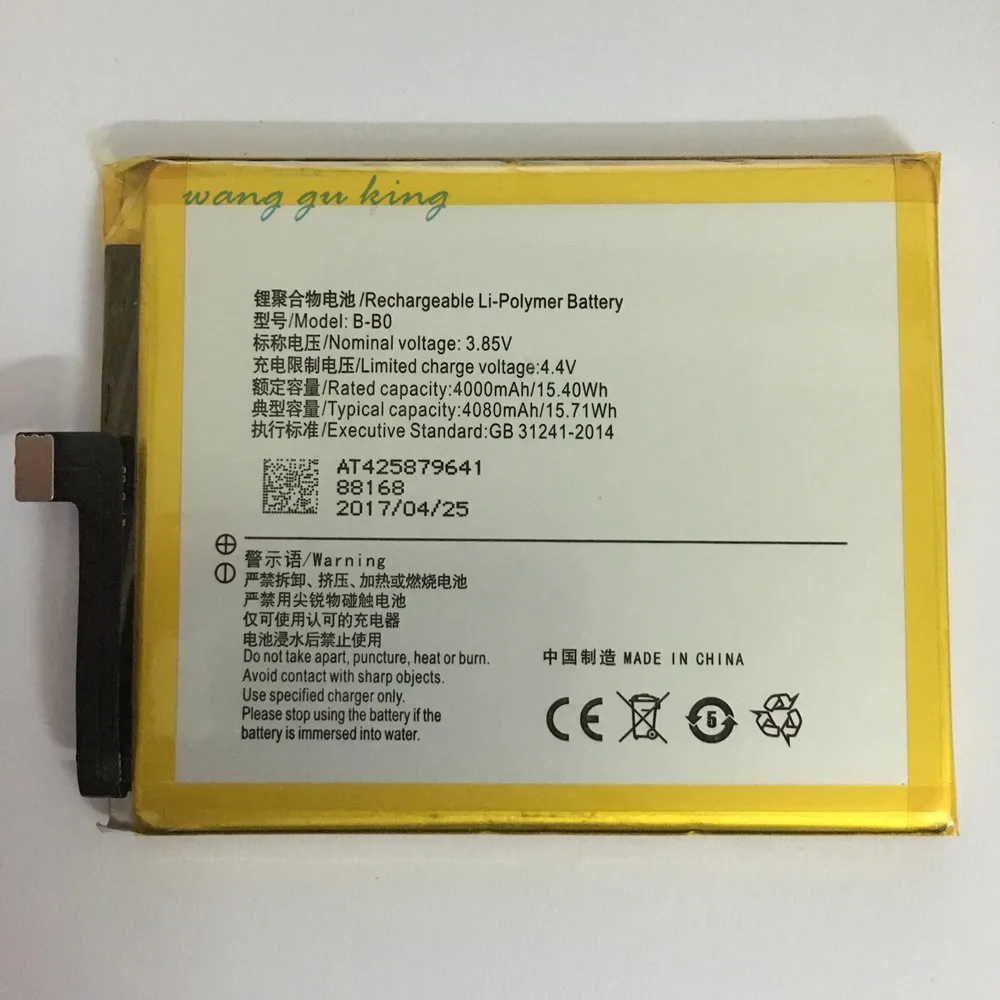 wang gu king
锂聚合物电池/Rechargeable Li-Polymer Battery
型号/Model: B-B0
标称电压/Nominal voltage: 3.85V
充电限制电压/Limited charge voltage:4.4V
额定容量/Rated capacity:4000mAh/15.40Wh
典型容量/Typical capacity:4080mAh/15.71Wh
执行标准/Executive Standard:GB 31241-2014
AT425879641
88168
2017/04/25
警示语/Warning
严禁拆卸、挤压、加热或燃烧电池
严禁用尖锐物碰触电池
仅可使用认可的充电器
电池浸水后禁止使用
Do not take apart, puncture, heat or burn.
Avoid contact with sharp objects.
Use specified charger only.
Please stop using the battery if the
battery is immersed into water.
中国制造 MADE IN CHINA
CE
5